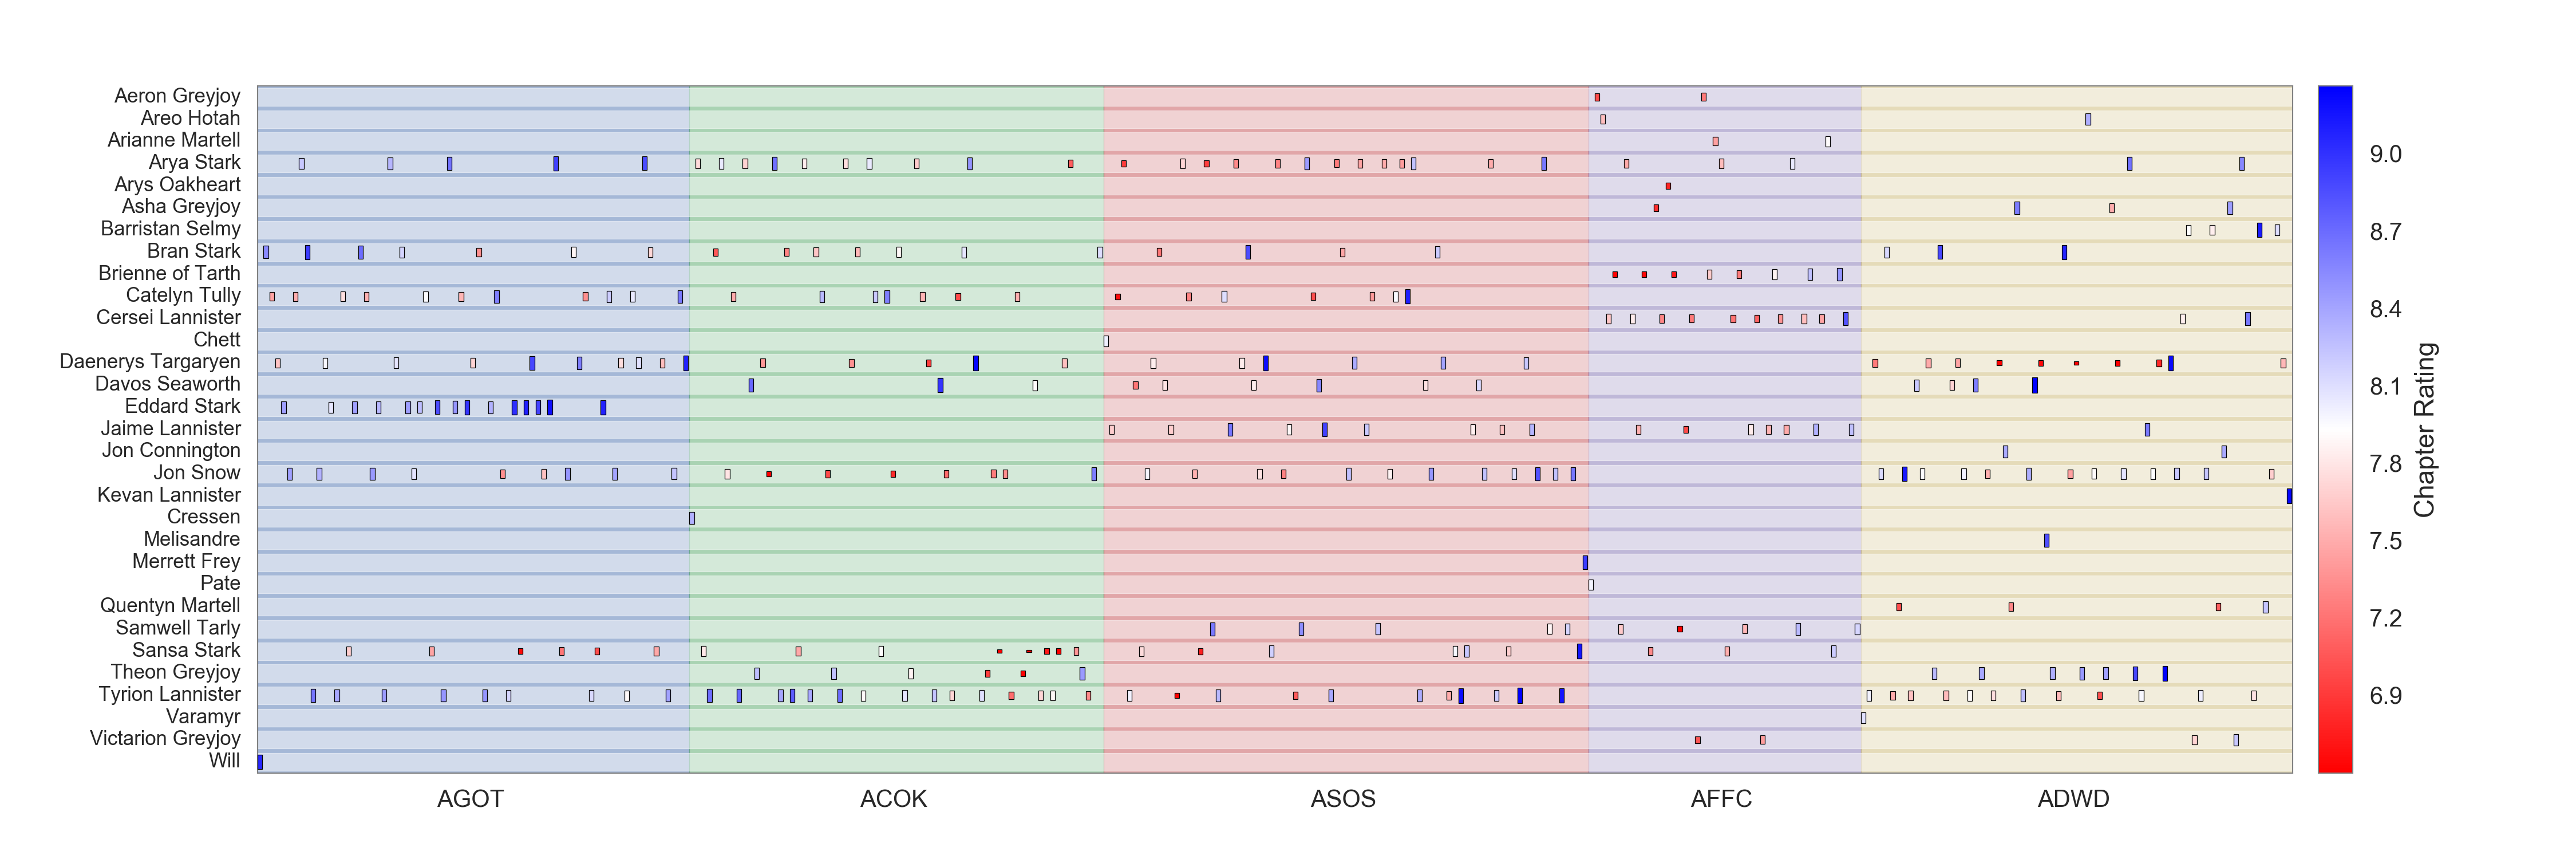 Aeron Greyjoy
Areo Hotah
Arianne Martell
Arya Stark
Arys Oakheart
Asha Greyjoy
Barristan Selmy
Bran Stark
Brienne of Tarth
Catelyn Tully
Cersei Lannister
Chett
Daenerys Targaryen
Davos Seaworth
Eddard Stark
Jaime Lannister
Jon Connington
Jon Snow
Kevan Lannister
Cressen
Melisandre
Merrett Frey
Pate
Quentyn Martell
Samwell Tarly
Sansa Stark
Theon Greyjoy
Tyrion Lannister
Varamyr
Victarion Greyjoy
Will
AGOT
ACOK
ASOS
AFFC
ADWD
9.0
8.7
8.4
8.1
7.8
7.5
7.2
6.9
Chapter Rating